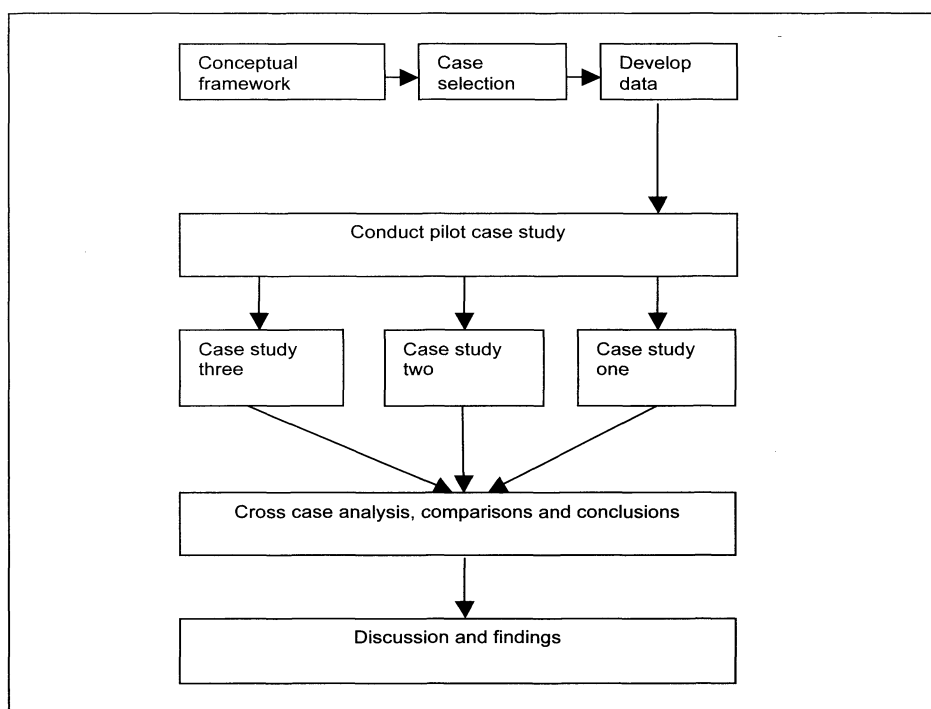 Conceptual
framework
Case
selection
Develop
data
Conduct pilot case study
Case study
three
Case study
two
Case study
one
Cross case analysis, comparisons and conclusions
Discussion and findings